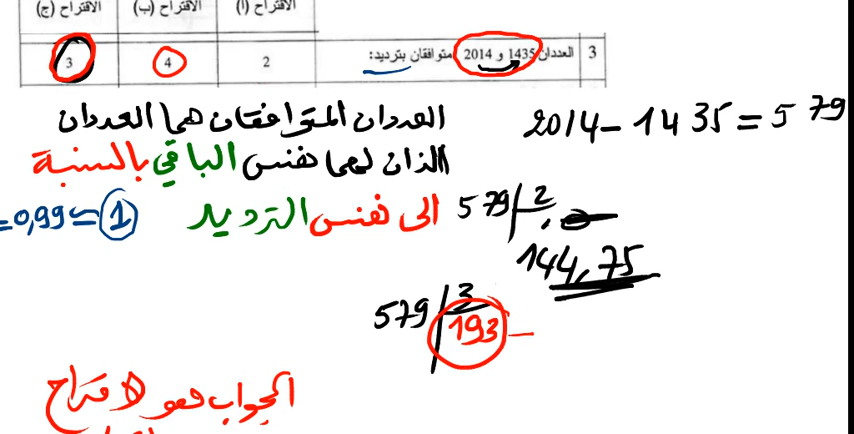 الاقتراح (أ) الاقتراح (ب) الاقتراح (ج)
3 العددان 1435 و 2014 متوافقان بترديد: 2 4 3
العددان المتوافقان هما العددان
الذان لهما نفس الباقي بالنسبة
الى نفس الترديد
=0,99≈1
2014-1435=579
579 2
144,75
579 3
193
الجواب هو الاقتراح